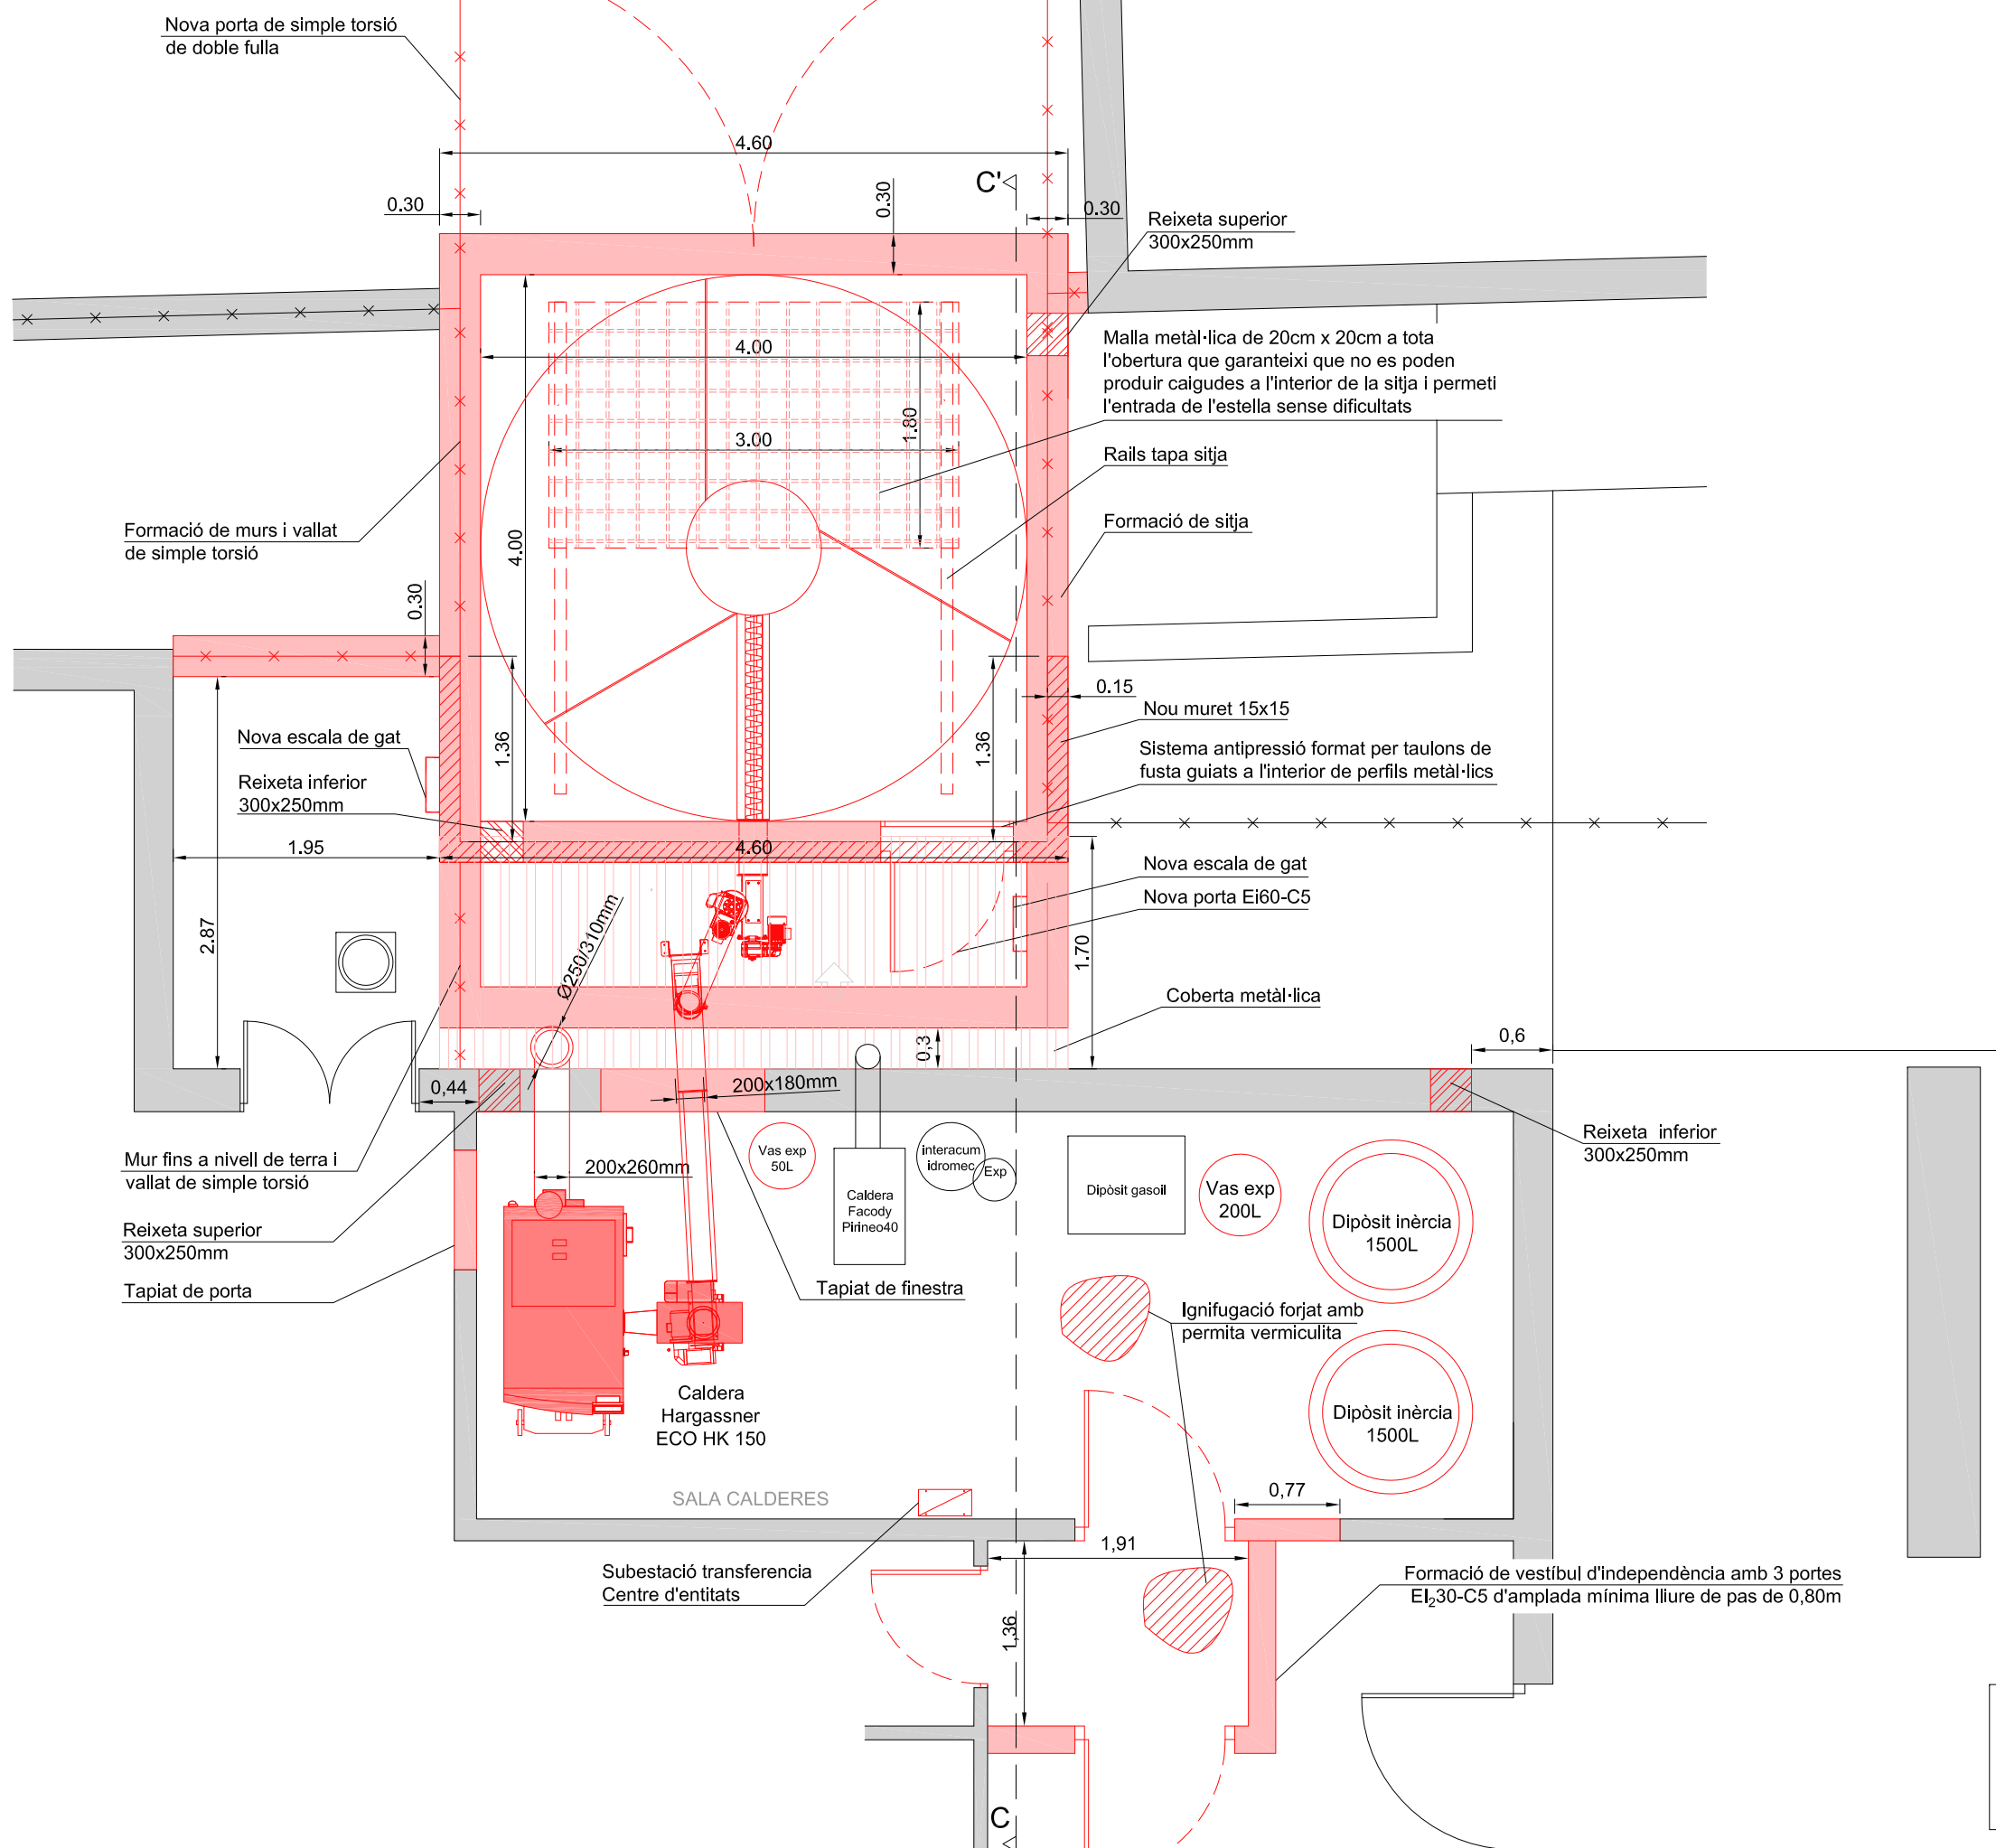 Nova porta de simple torsió
de doble fulla
4.60
C'
0.30
0.30
0.30
Reixeta superior
300x250mm
Malla metàl·lica de 20cm x 20cm a tota
l'obertura que garanteixi que no es poden
produir caigudes a l'interior de la sitja i permeti
l'entrada de l'estella sense dificultats
4.00
1.80
3.00
Rails tapa sitja
Formació de murs i vallat
de simple torsió
4.00
Formació de sitja
0.30
0.15
Nou muret 15x15
Nova escala de gat
1.36
1.36
Sistema antipressió format per taulons de
fusta guiats a l'interior de perfils metàl·lics
Reixeta inferior
300x250mm
1.95
4.60
Nova escala de gat
Nova porta Ei60-C5
2.87
Ø250/310mm
1.70
Coberta metàl·lica
0,3
0,6
0,44
200x180mm
Mur fins a nivell de terra i
vallat de simple torsió
200x260mm
Vas exp
50L
interacum
idromec
Exp
Caldera
Facody
Pirineo40
Dipòsit gasoil
Vas exp
200L
Dipòsit inèrcia
1500L
Reixeta inferior
300x250mm
Reixeta superior
300x250mm
Tapiat de porta
Tapiat de finestra
Ignifugació forjat amb
permita vermiculita
Caldera
Hargassner
ECO HK 150
Dipòsit inèrcia
1500L
SALA CALDERES
0,77
1,91
Subestació transferencia
Centre d'entitats
Formació de vestíbul d'independència amb 3 portes
EI₂30-C5 d'amplada mínima lliure de pas de 0,80m
1,36
C